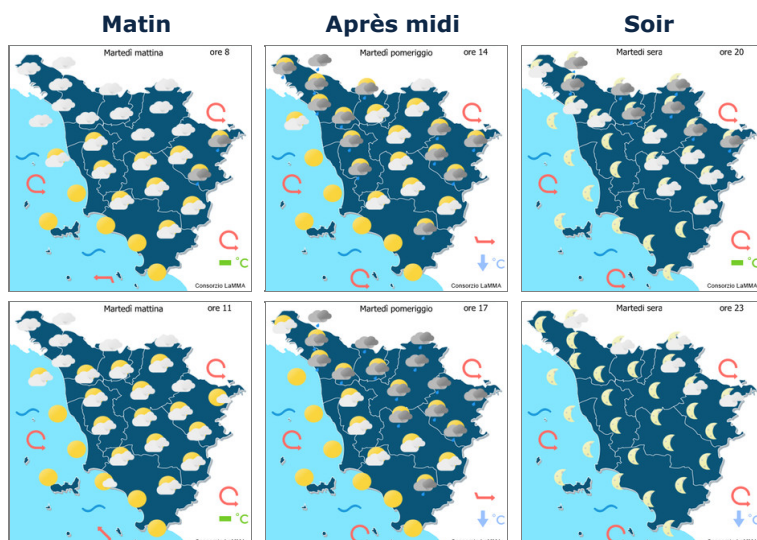 Matin Après midi Soir
Martedì mattina ore 8 Martedì pomeriggio ore 14 Martedì sera ore 20
°C °C °C
Consorzio LaMMA Consorzio LaMMA Consorzio LaMMA
Martedì mattina ore 11 Martedì pomeriggio ore 17 Martedì sera ore 23
°C °C °C